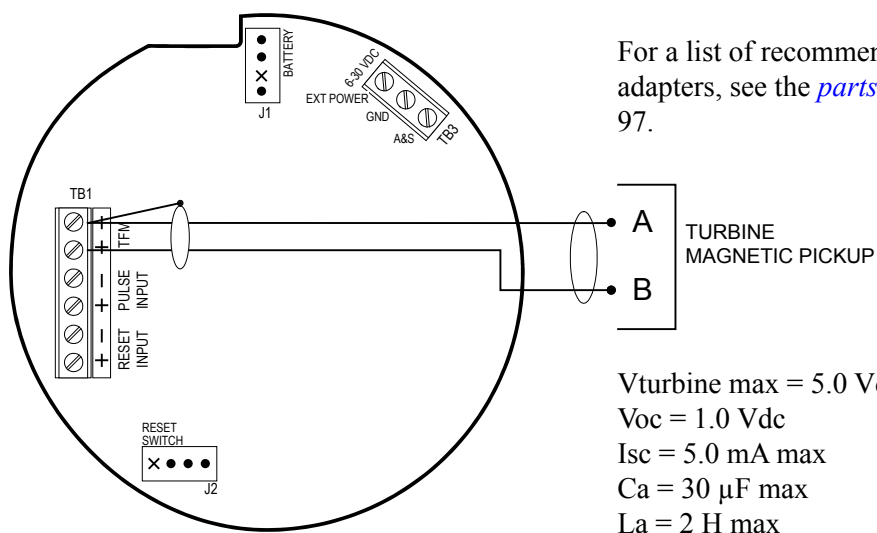 BATTERY
J1
6-30 VDC
EXT POWER
GND
A&S
TB3
For a list of recommen
adapters, see the parts
97.
TB1
+
+
TFM
–
+
PULSE
INPUT
–
+
RESET
INPUT
A
B
TURBINE
MAGNETIC PICKUP
RESET
SWITCH
J2
Vturbine max = 5.0 V
Voc = 1.0 Vdc
Isc = 5.0 mA max
Ca = 30 µF max
La = 2 H max